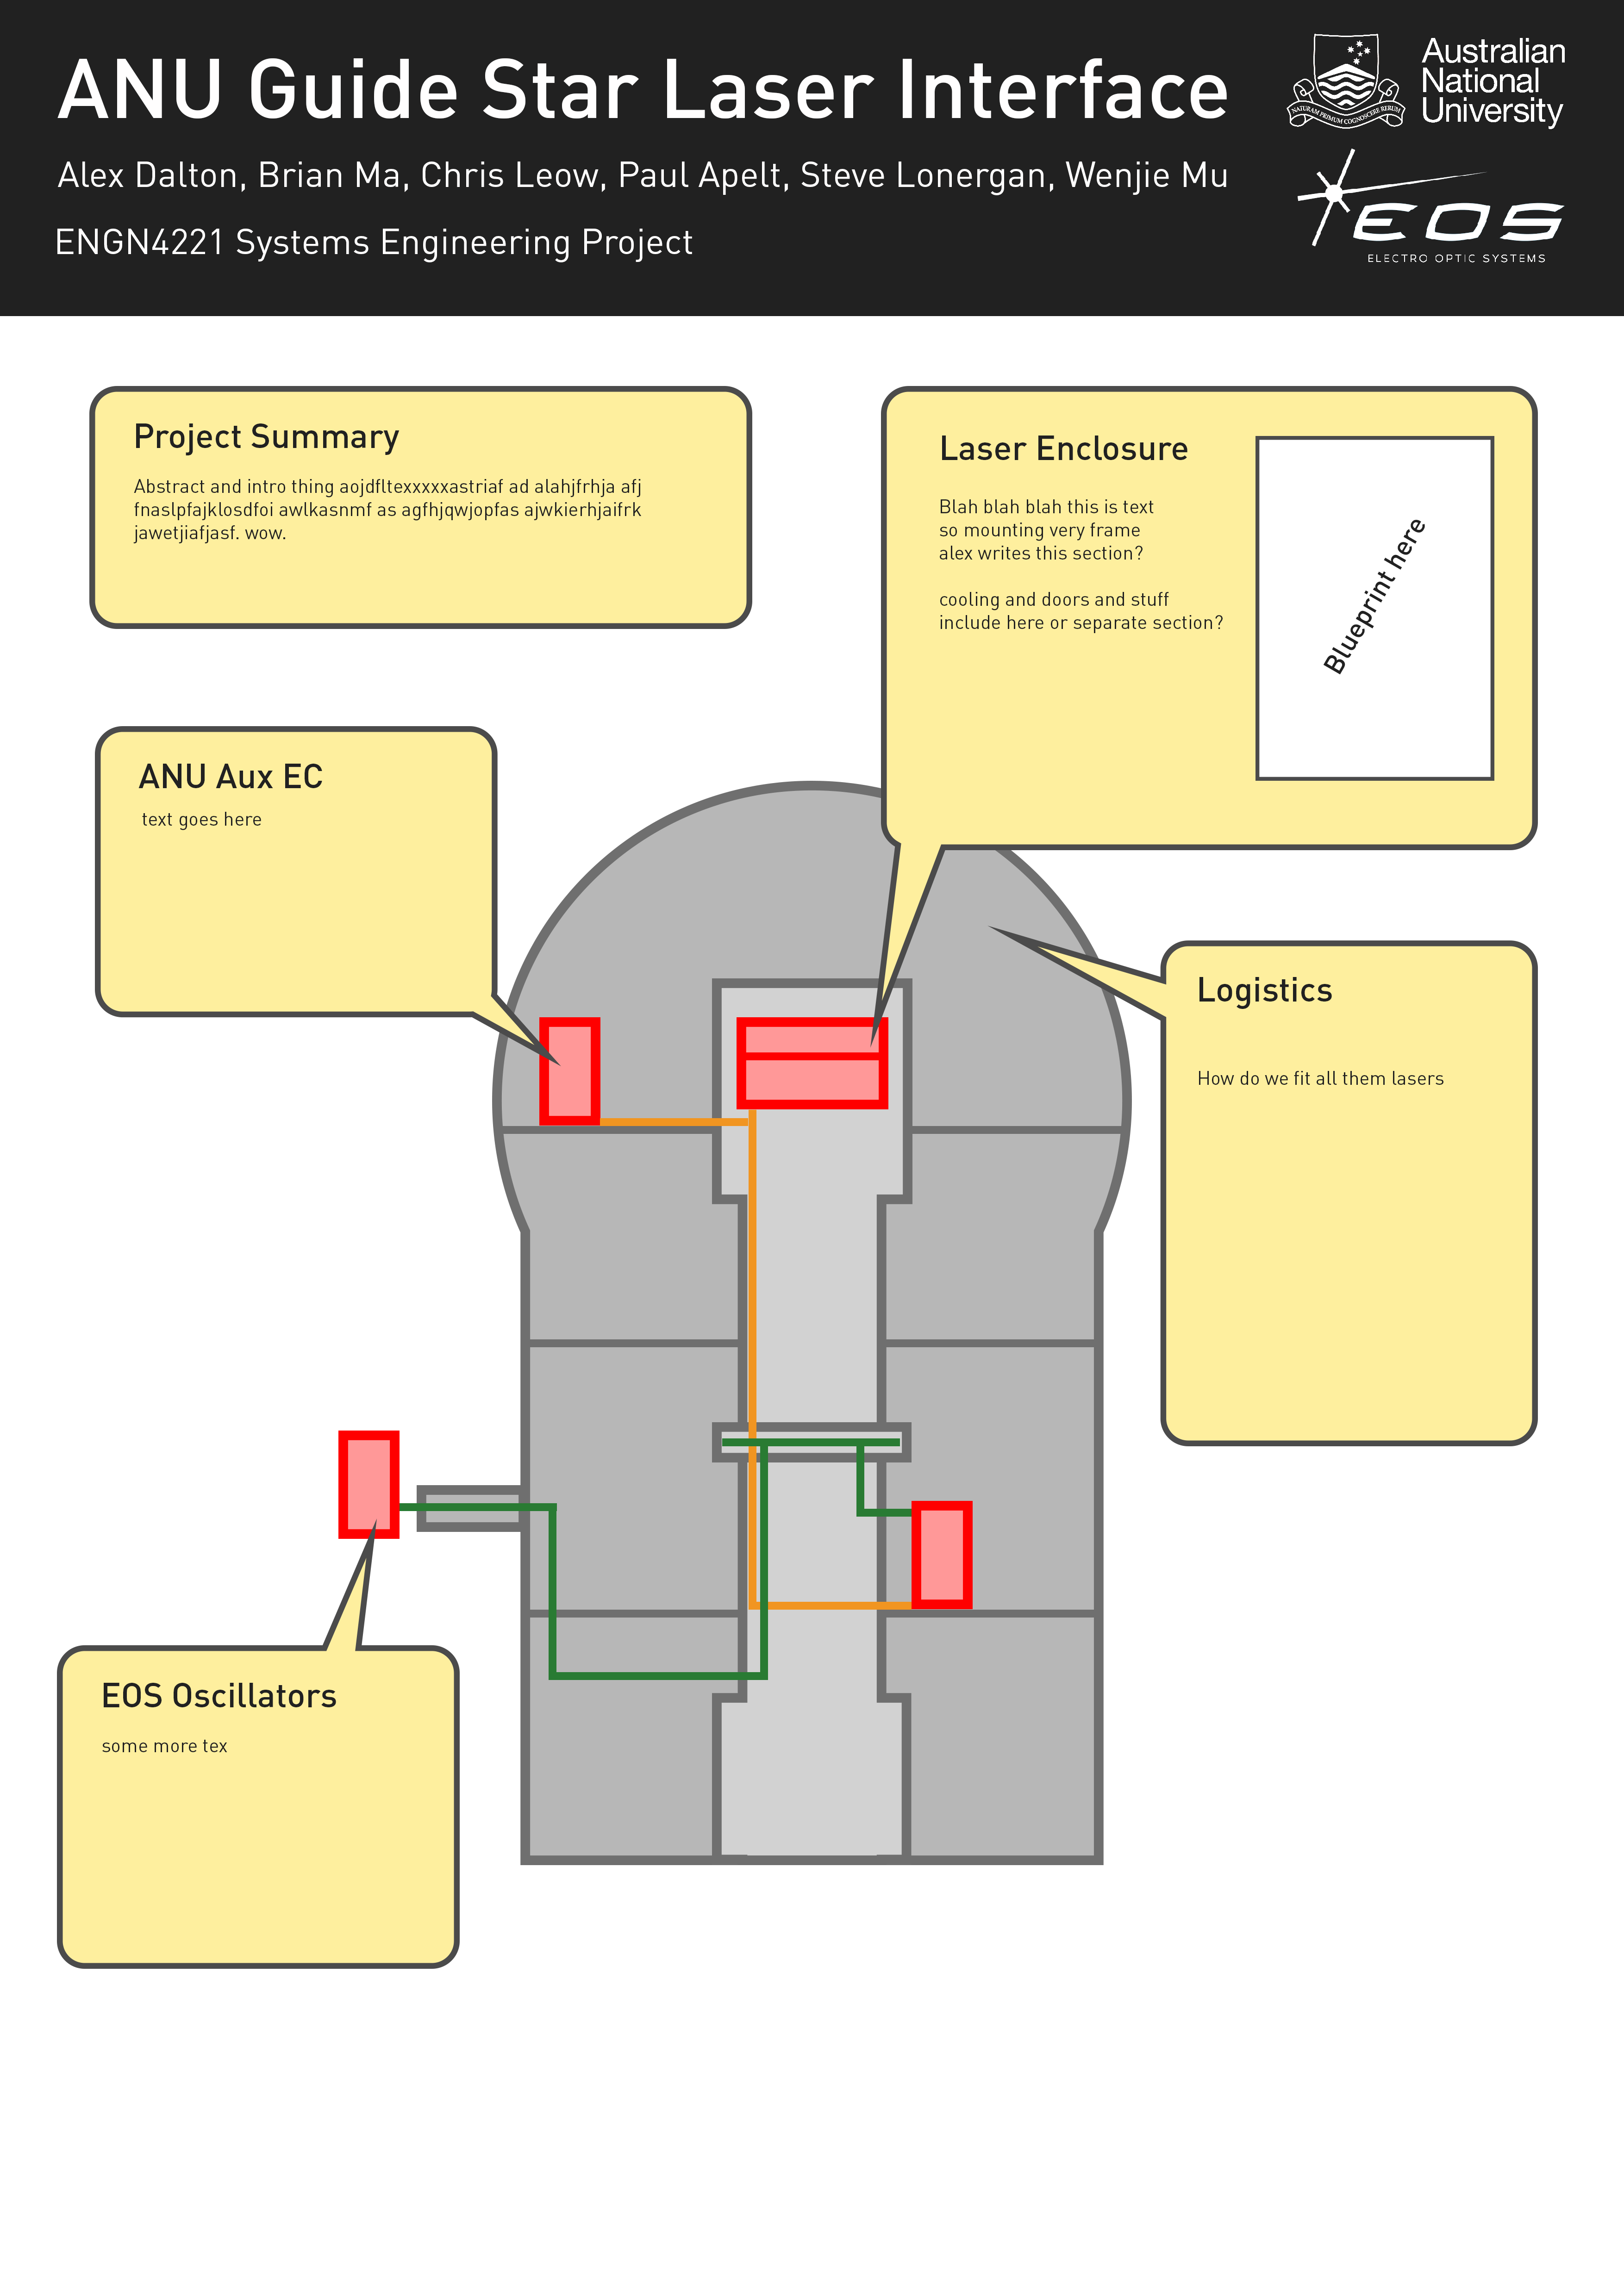 ANU Guide Star Laser Interface
Alex Dalton, Brian Ma, Chris Leow, Paul Apelt, Steve Lonergan, Wenjie Mu
ENGN4221 Systems Engineering Project
NATURAM PRIMUM COGNOSCERE RERUM
Australian
National
University
EOS
ELECTRO OPTIC SYSTEMS
Project Summary
Abstract and intro thing aojdfltexxxxxastriaf ad alahjfrhja afj
fnaslpfajklosdfoi awlkasnmf as agfhjqwjopfas ajwkierhjaifrk
jawetjiafjasf. wow.
Laser Enclosure
Blah blah blah this is text
so mounting very frame
alex writes this section?
cooling and doors and stuff
include here or separate section?
Blueprint here
ANU Aux EC
text goes here
Logistics
How do we fit all them lasers
EOS Oscillators
some more tex